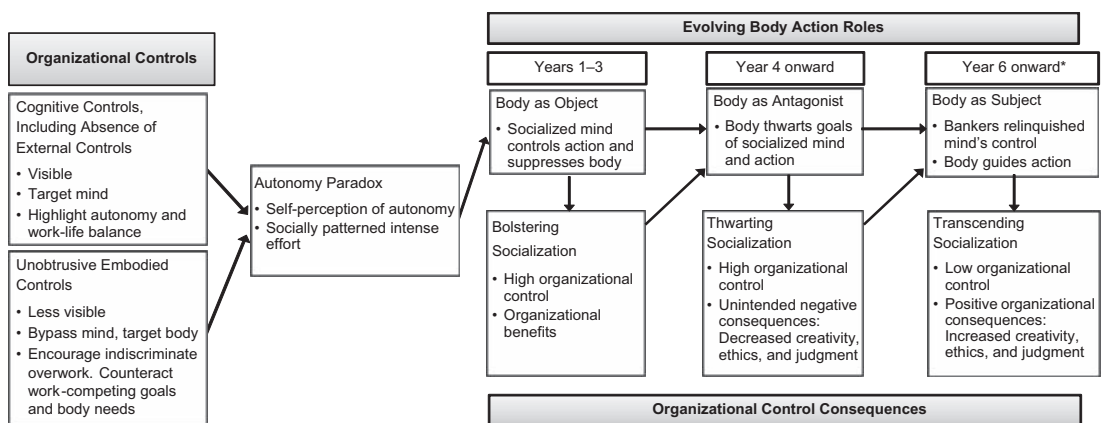 Organizational Controls
Cognitive Controls,
Including Absence of
External Controls
• Visible
• Target mind
• Highlight autonomy and
work-life balance
Unobtrusive Embodied
Controls
• Less visible
• Bypass mind, target body
• Encourage indiscriminate
overwork. Counteract
work-competing goals
and body needs
Autonomy Paradox
• Self-perception of autonomy
• Socially patterned intense
effort
Evolving Body Action Roles
Years 1–3
Body as Object
• Socialized mind
controls action and
suppresses body
Bolstering
Socialization
• High organizational
control
• Organizational
benefits
Year 4 onward
Body as Antagonist
• Body thwarts goals
of socialized mind
and action
Thwarting
Socialization
• High organizational
control
• Unintended negative
consequences:
Decreased creativity,
ethics, and judgment
Year 6 onward*
Body as Subject
• Bankers relinquished
mind's control
• Body guides action
Transcending
Socialization
• Low organizational
control
• Positive organizational
consequences:
Increased creativity,
ethics, and judgment
Organizational Control Consequences